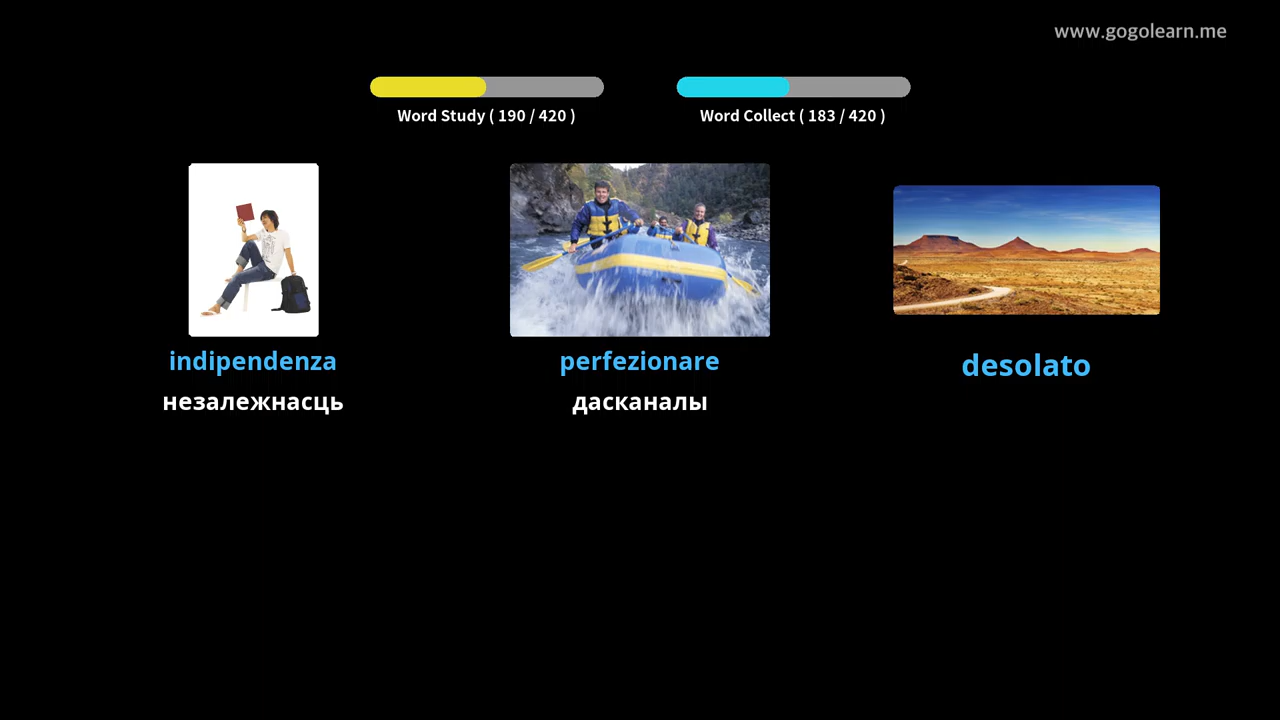 www.gogolearn.me
Word Study ( 190 / 420 )
Word Collect ( 183 / 420 )
indipendenza
незалежнасць
perfezionare
дасканалы
desolato